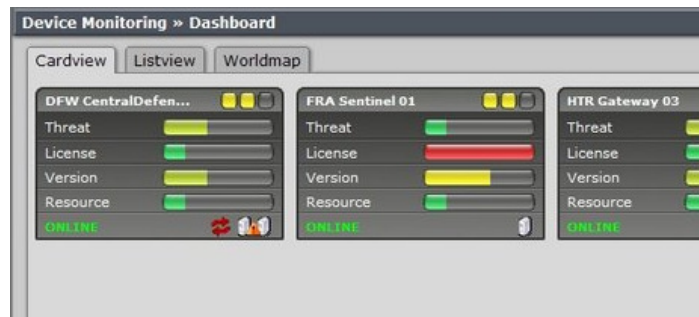 Device Monitoring » Dashboard
Cardview Listview Worldmap
DFW CentralDefen...
Threat
License
Version
Resource
ONLINE
FRA Sentinel 01
Threat
License
Version
Resource
ONLINE
HTR Gateway 03
Threat
License
Version
Resource
ONLINE